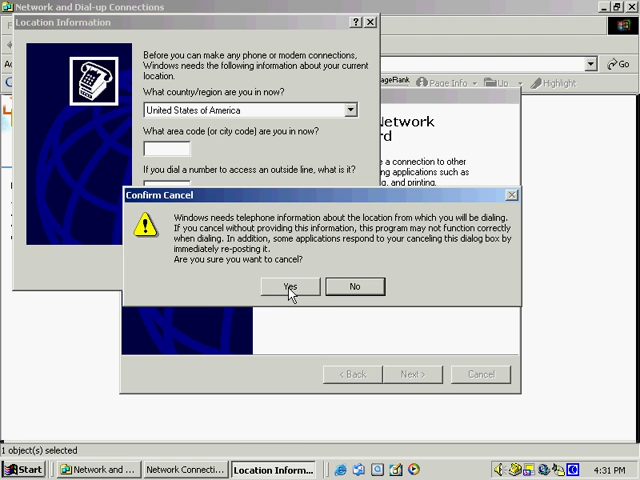 Network and Dial-up Connections
Location Information
Before you can make any phone or modem connections,
Windows needs the following information about your current
location.
What country/region are you in now?
United States of America
What area code (or city code) are you in now?
If you dial a number to access an outside line, what is it?
Go
PageRank
Page Info
Up
Highlight
Network
rd
e a connection to other
ng applications such as
g, and printing.
Confirm Cancel
Windows needs telephone information about the location from which you will be dialing.
If you cancel without providing this information, this program may not function correctly
when dialing. In addition, some applications respond to your canceling this dialog box by
immediately re-posting it.
Are you sure you want to cancel?
Yes
No
< Back
Next >
Cancel
1 object(s) selected
Start
Network and ...
Network Connecti...
Location Inform...
4:31 PM